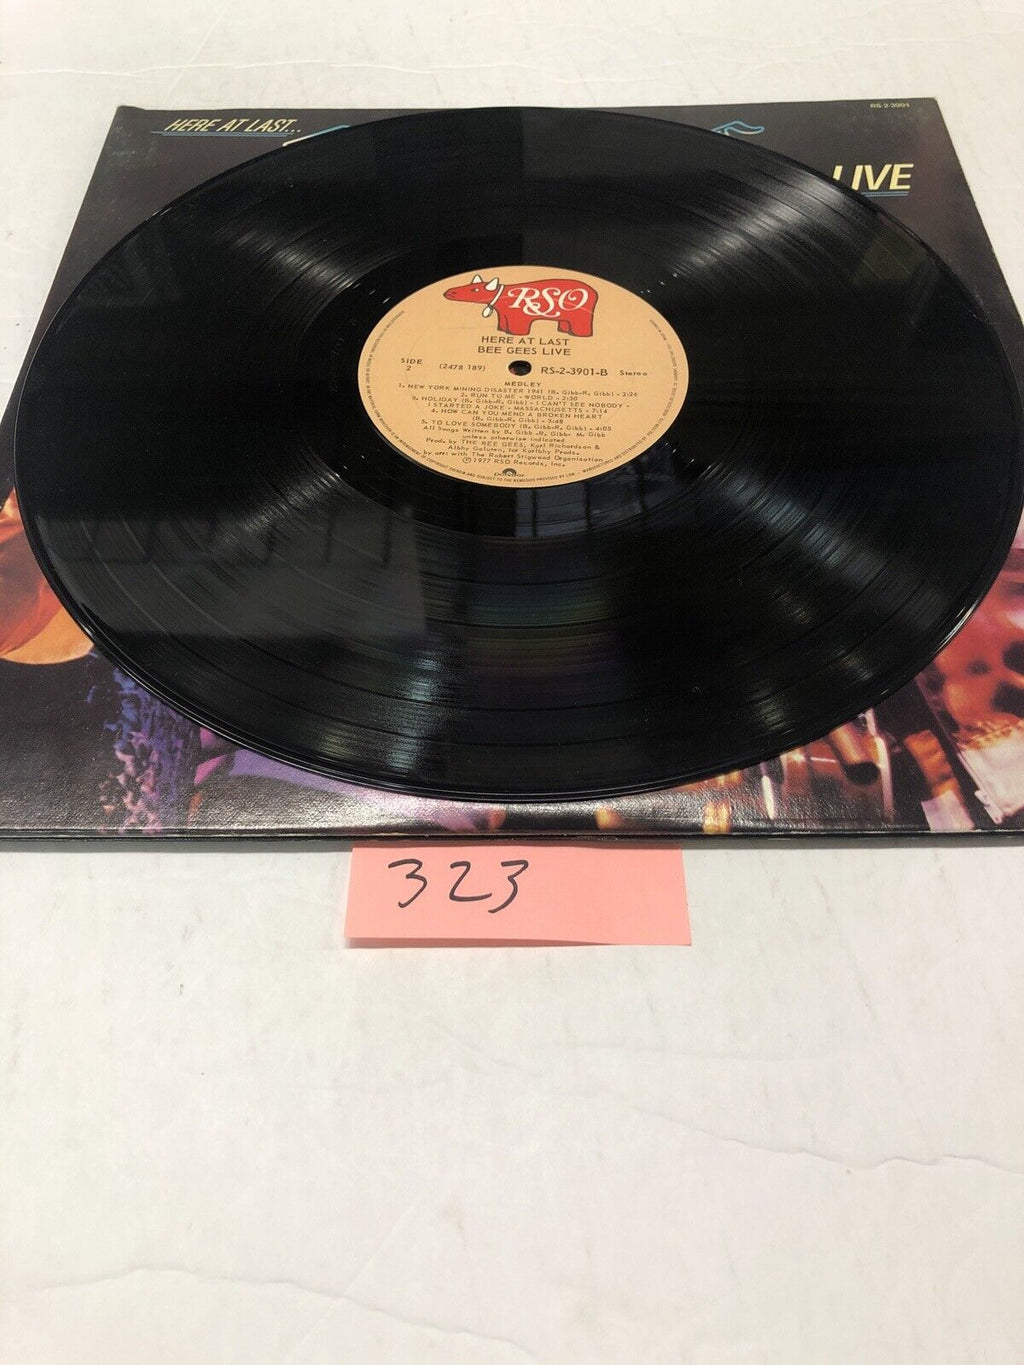 HERE AT LAST...
RS-2-3901
LIVE
RSO
HERE AT LAST
BEE GEES LIVE
SIDE
2
(2478 189)
RS-2-3901-B
Stereo
MEDLEY
1. NEW YORK MINING DISASTER 1941 (B. Gibb-R. Gibb) - 2:26
2. RUN TO ME - WORLD - 2:30
3. HOLIDAY (B. Gibb-R. Gibb) - I CAN'T SEE NOBODY -
I STARTED A JOKE - MASSACHUSETTS - 7:14
4. HOW CAN YOU MEND A BROKEN HEART
(B. Gibb-R. Gibb) - 3:48
5. TO LOVE SOMEBODY (B. Gibb-R. Gibb) - 4:05
All Songs Written by B. Gibb -R. Gibb- M. Gibb
unless otherwise indicated
Prod. by THE BEE GEES, Karl Richardson &
Albhy Galuten, for Karlbhy Prods.
by arr: with The Robert Stigwood Organisation
℗©1977 RSO Records, Inc.
polydor
323